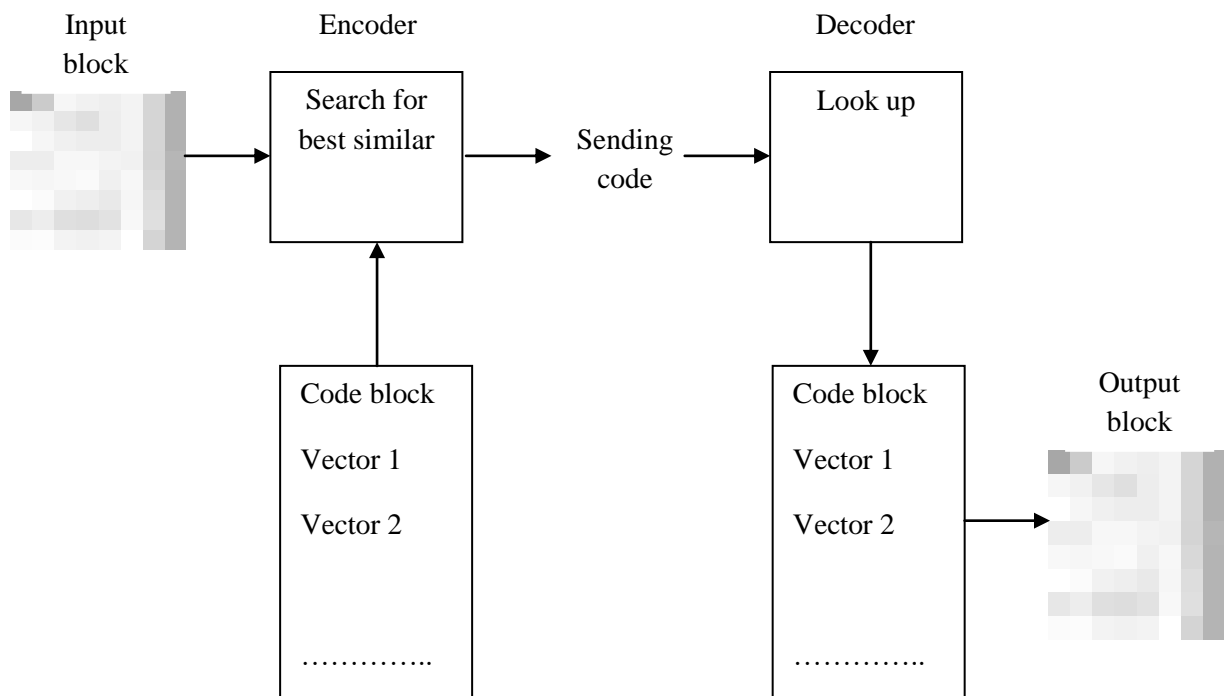 Input
block
Encoder
Decoder
Search for
best similar
Sending
code
Look up
Code block
Vector 1
Vector 2
…………..
Code block
Vector 1
Vector 2
…………..
Output
block